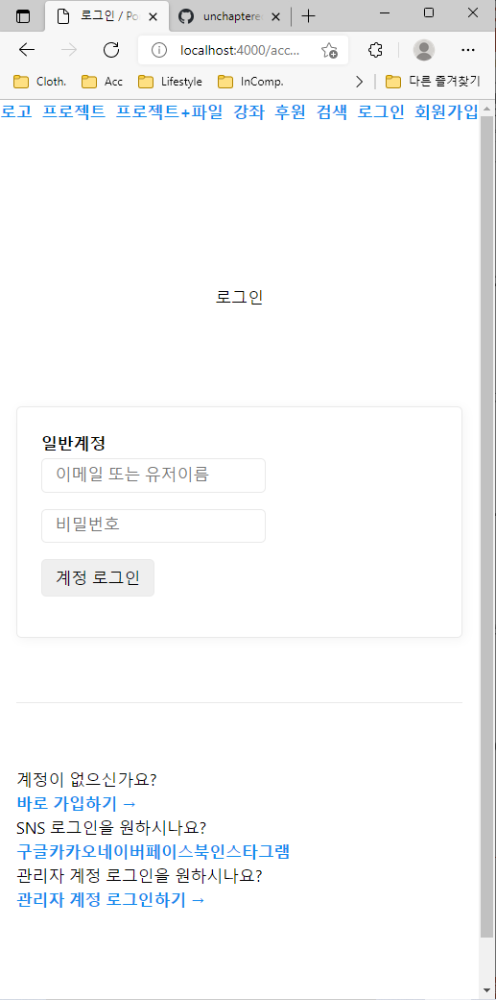 로그인 / Po
unchaptere
localhost:4000/acc...
Cloth. Acc Lifestyle InComp. 다른 즐겨찾기
로고 프로젝트 프로젝트+파일 강좌 후원 검색 로그인 회원가입
로그인
일반계정
이메일 또는 유저이름
비밀번호
계정 로그인
계정이 없으신가요?
바로 가입하기 →
SNS 로그인을 원하시나요?
구글카카오네이버페이스북인스타그램
관리자 계정 로그인을 원하시나요?
관리자 계정 로그인하기 →